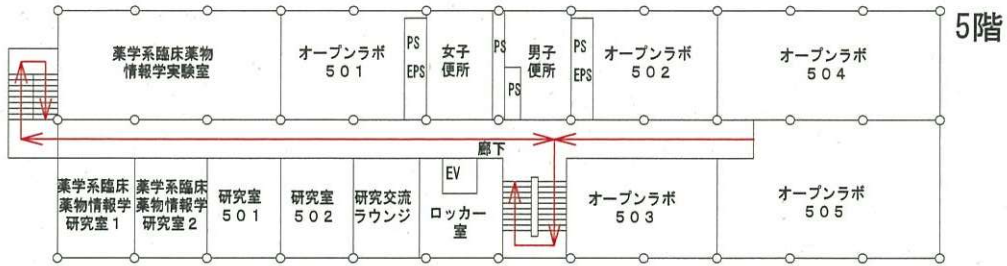 5階
薬学系臨床薬物
情報学実験室
オープンラボ
501
PS
EPS
女子
便所
PS
PS
男子
便所
PS
EPS
オープンラボ
502
オープンラボ
504
廊下
薬学系臨床
薬物情報学
研究室1
薬学系臨床
薬物情報学
研究室2
研究室
501
研究室
502
研究交流
ラウンジ
EV
ロッカー
室
オープンラボ
503
オープンラボ
505